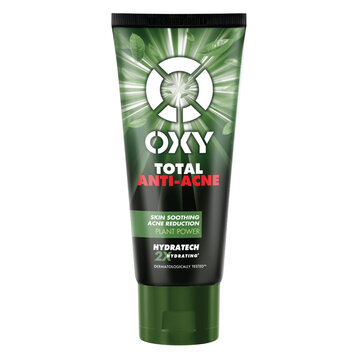 OXY
TOTAL
ANTI-ACNE
SKIN SOOTHING
ACNE REDUCTION
PLANT POWER
HYDRATECH
2X HYDRATING*
DERMATOLOGICALLY TESTED**